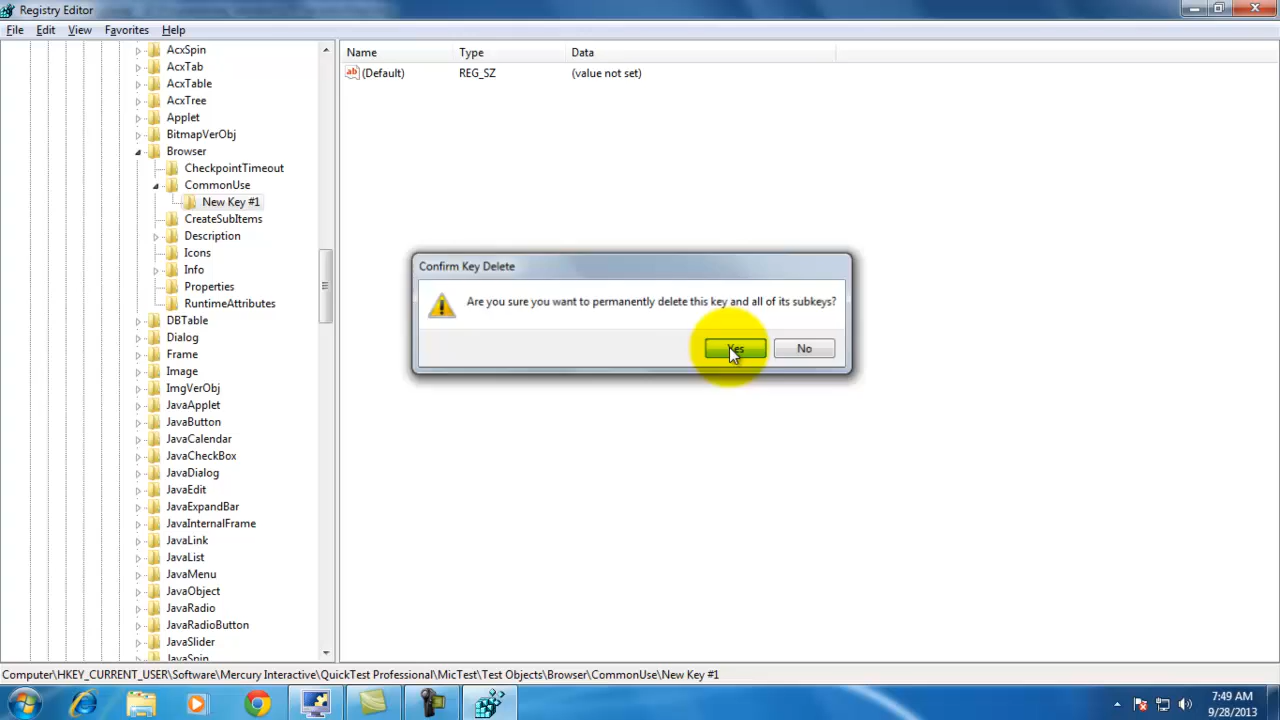 Registry Editor
File Edit View Favorites Help
AcxSpin
AcxTab
AcxTable
AcxTree
Applet
BitmapVerObj
Browser
CheckpointTimeout
CommonUse
New Key #1
CreateSubItems
Description
Icons
Info
Properties
RuntimeAttributes
DBTable
Dialog
Frame
Image
ImgVerObj
JavaApplet
JavaButton
JavaCalendar
JavaCheckBox
JavaDialog
JavaEdit
JavaExpandBar
JavaInternalFrame
JavaLink
JavaList
JavaMenu
JavaObject
JavaRadio
JavaRadioButton
JavaSlider
JavaSpin
Name Type Data
ab (Default) REG_SZ (value not set)
Confirm Key Delete
Are you sure you want to permanently delete this key and all of its subkeys?
Yes No
Computer\HKEY_CURRENT_USER\Software\Mercury Interactive\QuickTest Professional\MicTest\Test Objects\Browser\CommonUse\New Key #1
7:49 AM
9/28/2013